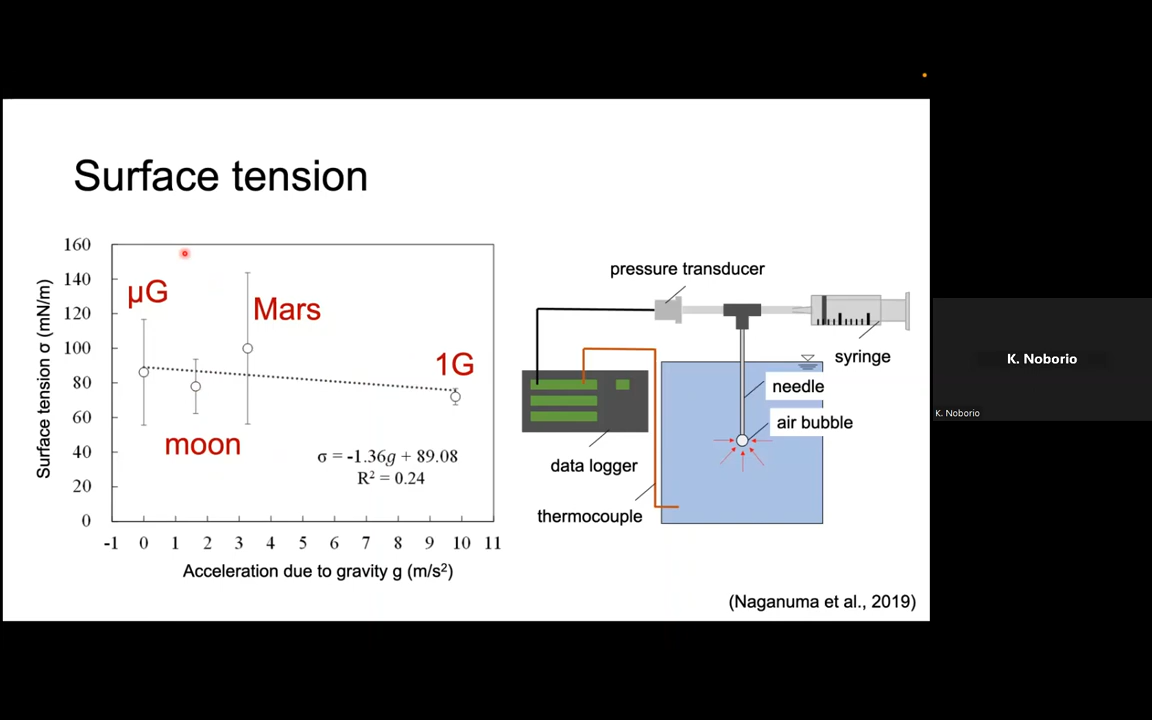 Surface tension
160
140
120
100
80
60
40
20
0
Surface tension σ (mN/m)
μG
Mars
1G
moon
σ = -1.36g + 89.08
R² = 0.24
-1 0 1 2 3 4 5 6 7 8 9 10 11
Acceleration due to gravity g (m/s²)
pressure transducer
syringe
needle
air bubble
data logger
thermocouple
(Naganuma et al., 2019)
K. Noborio
K. Noborio